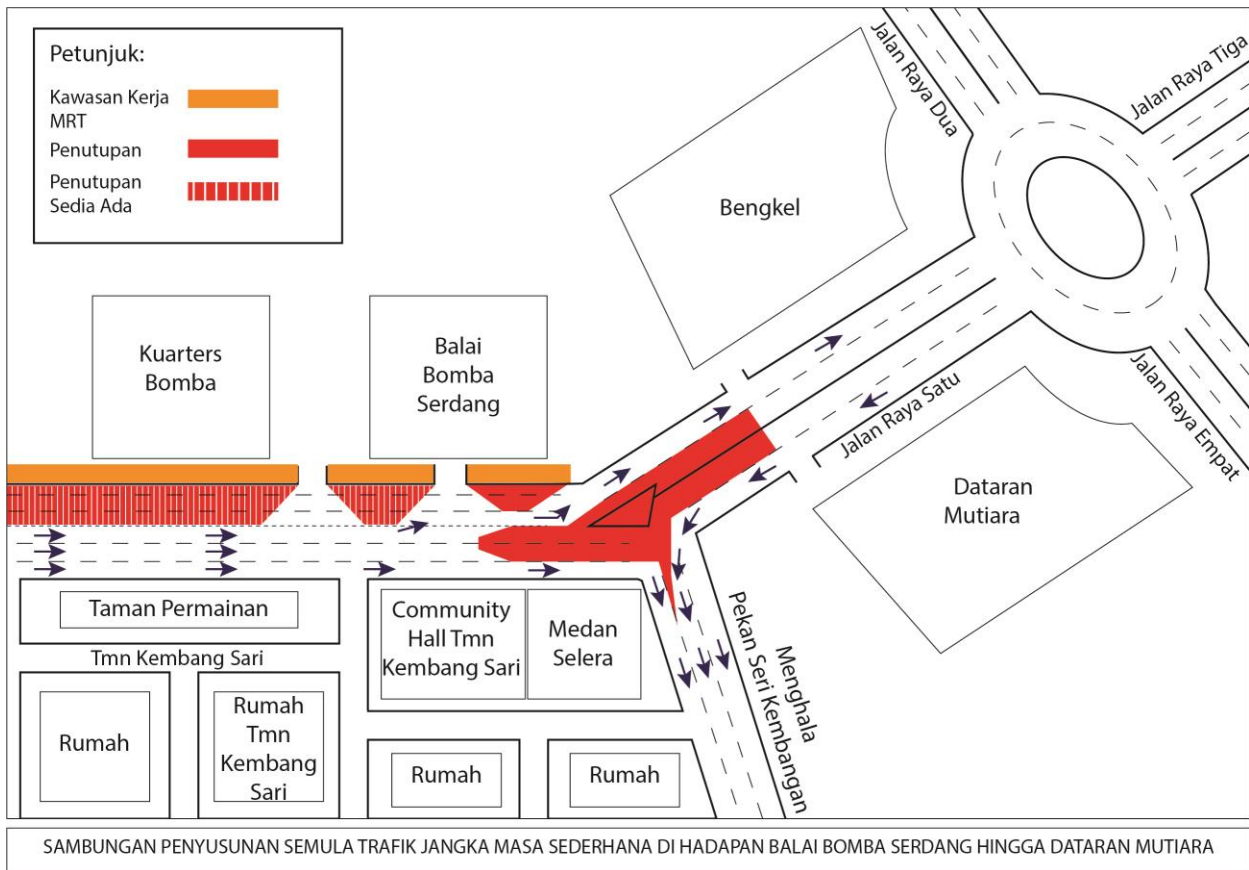 Petunjuk:
Kawasan Kerja
MRT
Penutupan
Penutupan
Sedia Ada
Jalan Raya Dua
Jalan Raya Tiga
Bengkel
Kuarters
Bomba
Balai
Bomba
Serdang
Jalan Raya Satu
Jalan Raya Empat
Dataran
Mutiara
Taman Permainan
Community
Hall Tmn
Kembang Sari
Medan
Selera
Menghala
Pekan Seri Kembangan
Tmn Kembang Sari
Rumah
Rumah
Tmn
Kembang
Sari
Rumah
Rumah
SAMBUNGAN PENYUSUNAN SEMULA TRAFIK JANGKA MASA SEDERHANA DI HADAPAN BALAI BOMBA SERDANG HINGGA DATARAN MUTIARA